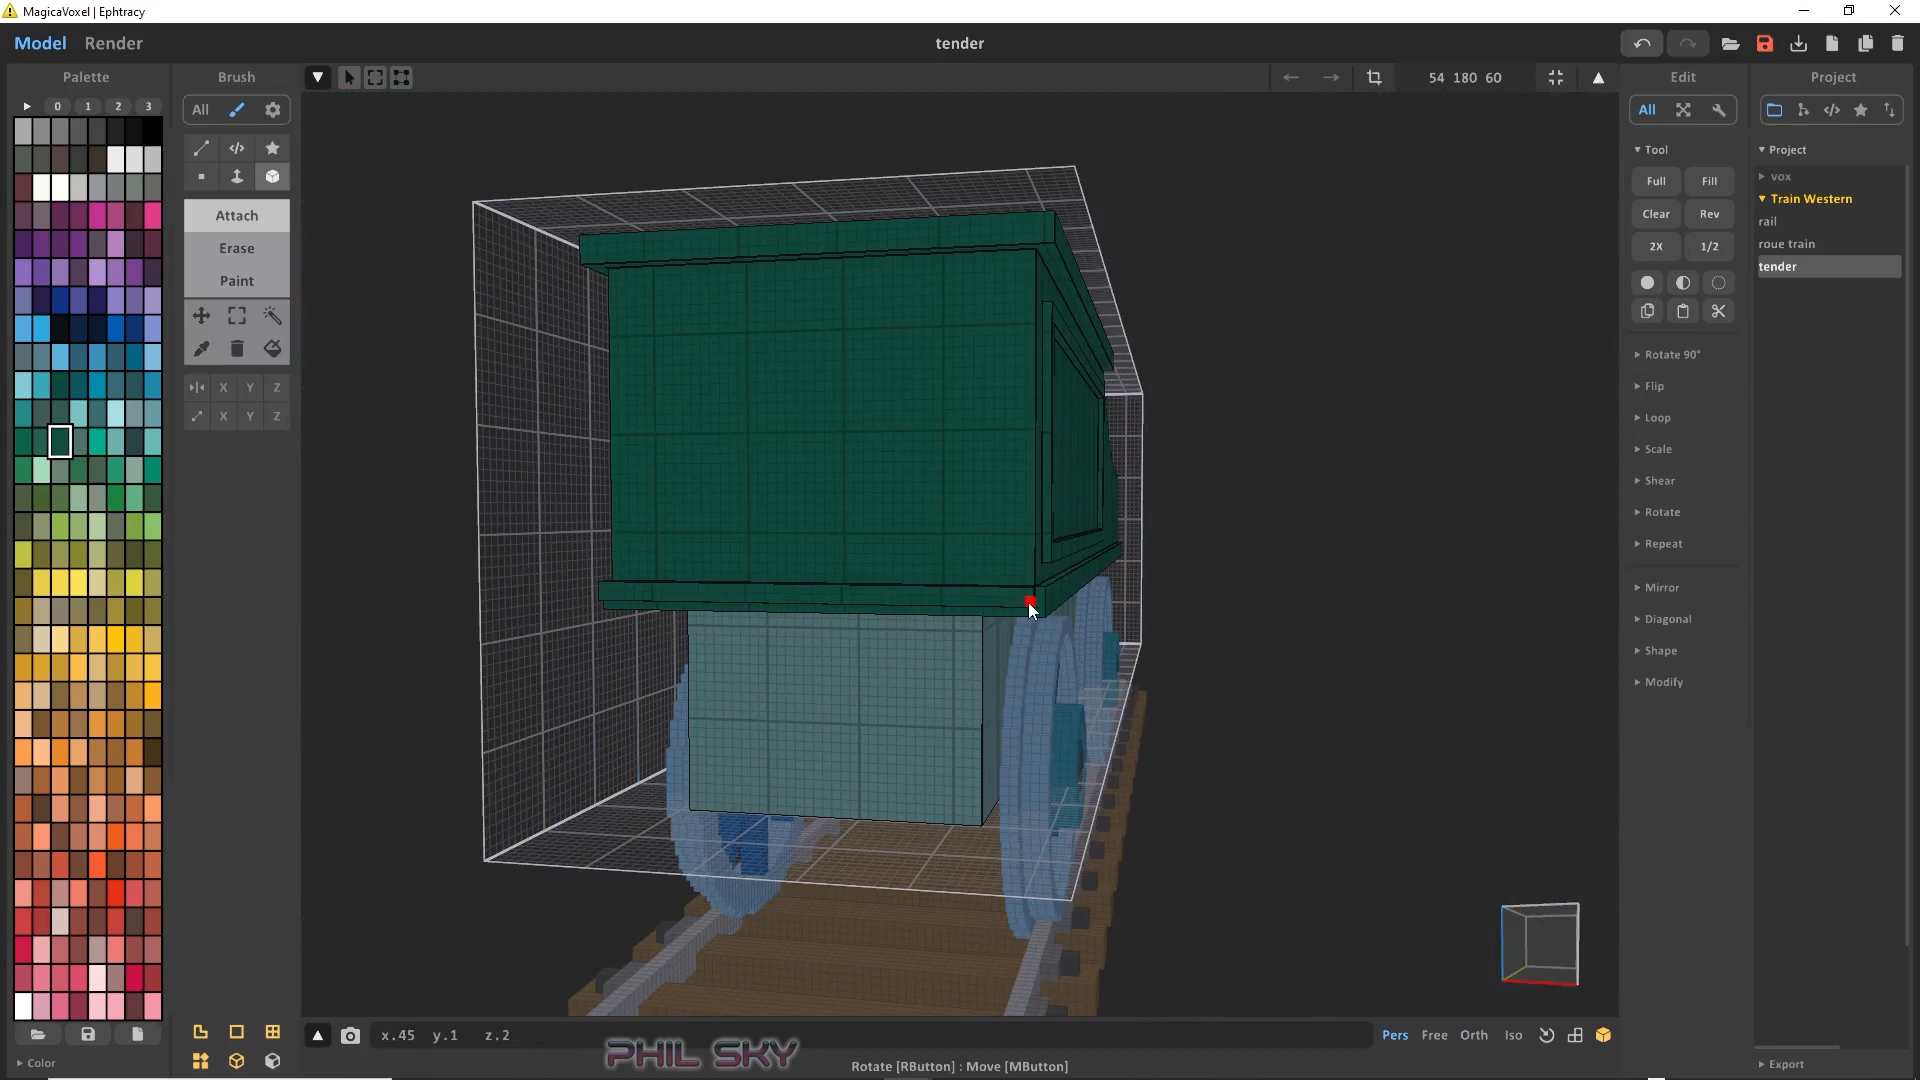 MagicaVoxel | Ephtracy
Model Render
tender
Palette
0 1 2 3
Color
Brush
All
Attach
Erase
Paint
X Y Z
X Y Z
54 180 60
x.45 y.1 z.2
PHIL SKY
Rotate [RButton] : Move [MButton]
Pers Free Orth Iso
Edit
All
Tool
Full Fill
Clear Rev
2X 1/2
Rotate 90°
Flip
Loop
Scale
Shear
Rotate
Repeat
Mirror
Diagonal
Shape
Modify
Project
Project
vox
Train Western
rail
roue train
tender
Export